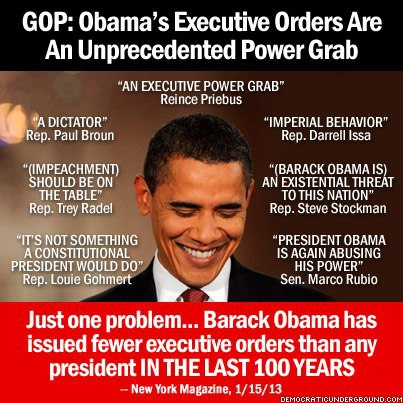 GOP: Obama's Executive Orders Are
An Unprecedented Power Grab
"AN EXECUTIVE POWER GRAB"
Reince Priebus
"A DICTATOR"
Rep. Paul Broun
"IMPERIAL BEHAVIOR"
Rep. Darrell Issa
"(IMPEACHMENT)
SHOULD BE ON
THE TABLE"
Rep. Trey Radel
"(BARACK OBAMA IS)
AN EXISTENTIAL THREAT
TO THIS NATION"
Rep. Steve Stockman
"IT'S NOT SOMETHING
A CONSTITUTIONAL
PRESIDENT WOULD DO"
Rep. Louie Gohmert
"PRESIDENT OBAMA
IS AGAIN ABUSING
HIS POWER"
Sen. Marco Rubio
Just one problem... Barack Obama has
issued fewer executive orders than any
president IN THE LAST 100 YEARS
-- New York Magazine, 1/15/13
DEMOCRATICUNDERGROUND.COM